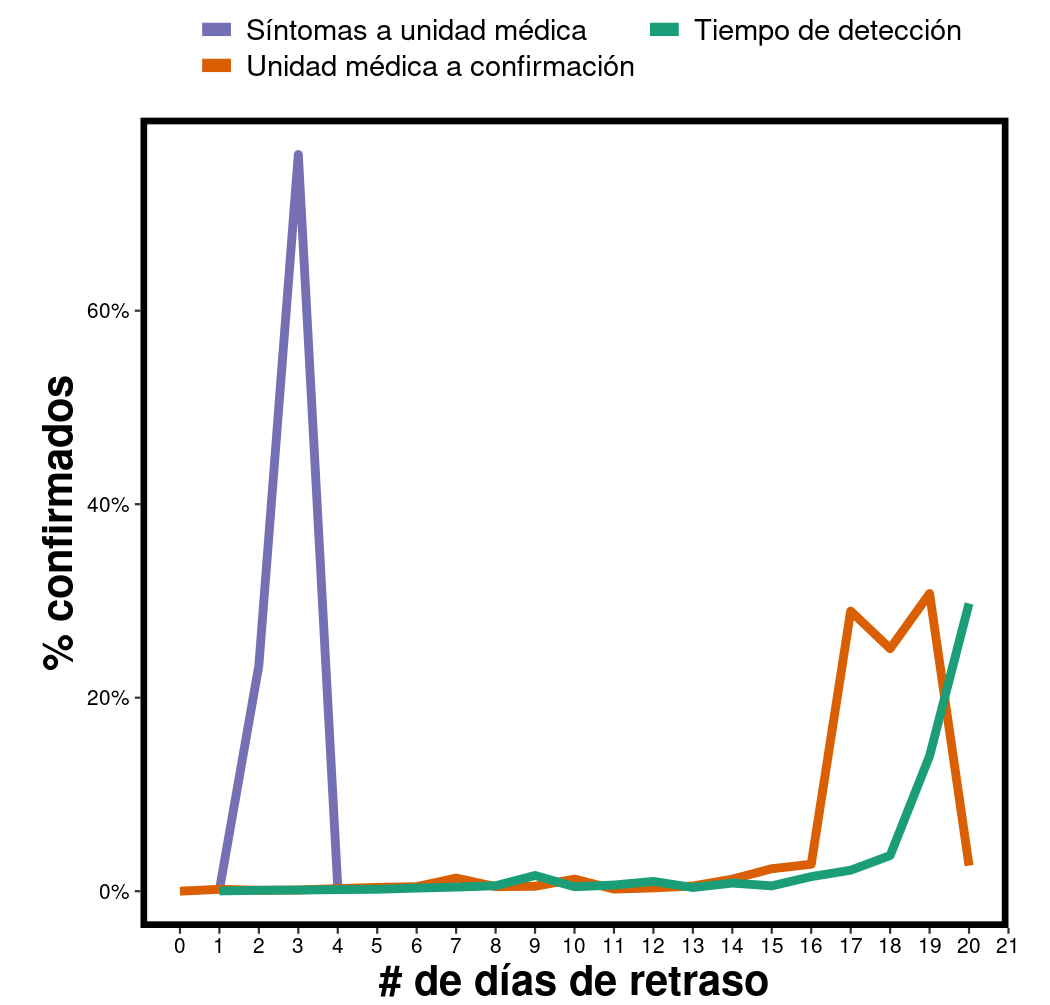 Síntomas a unidad médica
Tiempo de detección
Unidad médica a confirmación
% confirmados
60%
40%
20%
0%
0 1 2 3 4 5 6 7 8 9 10 11 12 13 14 15 16 17 18 19 20 21
# de días de retraso